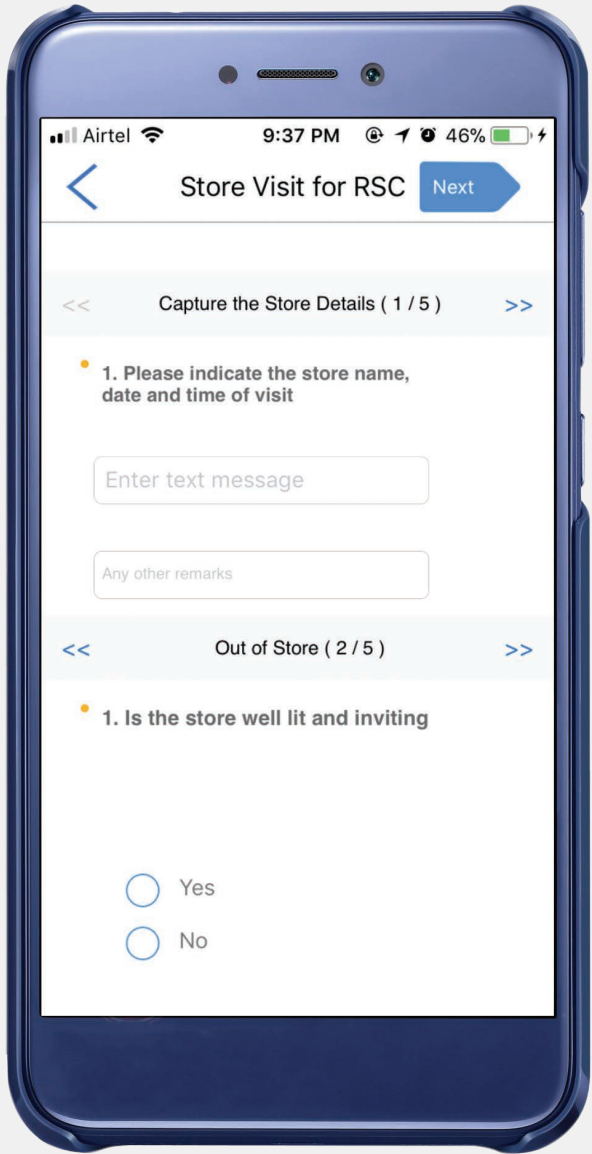 Airtel 9:37 PM 46%
Store Visit for RSC Next
<< Capture the Store Details ( 1 / 5 ) >>
1. Please indicate the store name,
date and time of visit
Enter text message
Any other remarks
<< Out of Store ( 2 / 5 ) >>
1. Is the store well lit and inviting
Yes
No